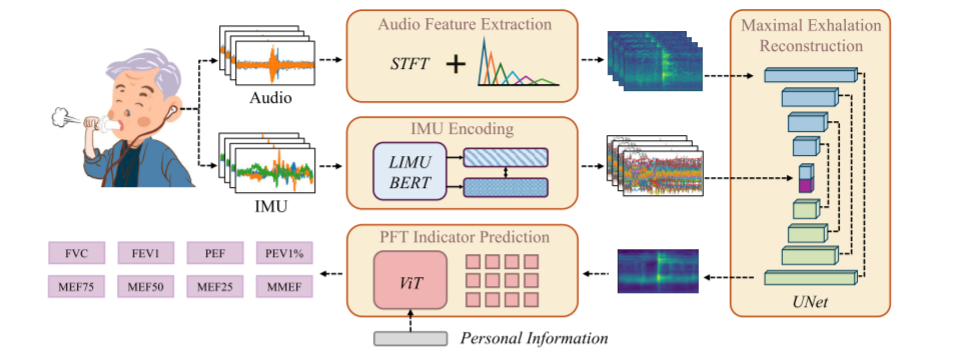 Audio Feature Extraction
STFT
Audio
Maximal Exhalation
Reconstruction
IMU Encoding
LIMU
BERT
IMU
PFT Indicator Prediction
ViT
FVC
FEV1
PEF
PEV1%
MEF75
MEF50
MEF25
MMEF
UNet
Personal Information